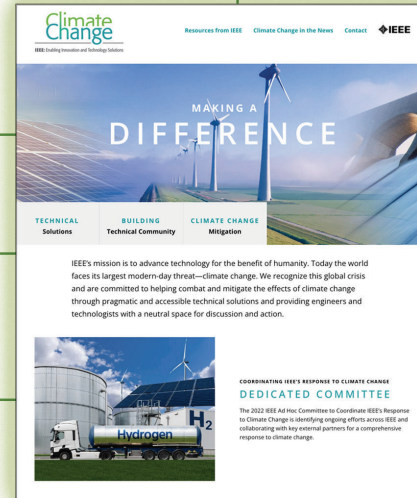 Climate
Change
IEEE: Enabling Innovation and Technology Solutions
Resources from IEEE Climate Change in the News Contact IEEE
MAKING A
DIFFERENCE
TECHNICAL
Solutions
BUILDING
Technical Community
CLIMATE CHANGE
Mitigation
IEEE's mission is to advance technology for the benefit of humanity. Today the world
faces its largest modern-day threat—climate change. We recognize this global crisis
and are committed to helping combat and mitigate the effects of climate change
through pragmatic and accessible technical solutions and providing engineers and
technologists with a neutral space for discussion and action.
Hydrogen
H2
COORDINATING IEEE'S RESPONSE TO CLIMATE CHANGE
DEDICATED COMMITTEE
The 2022 IEEE Ad Hoc Committee to Coordinate IEEE's Response
to Climate Change is identifying ongoing efforts across IEEE and
collaborating with key external partners for a comprehensive
response to climate change.